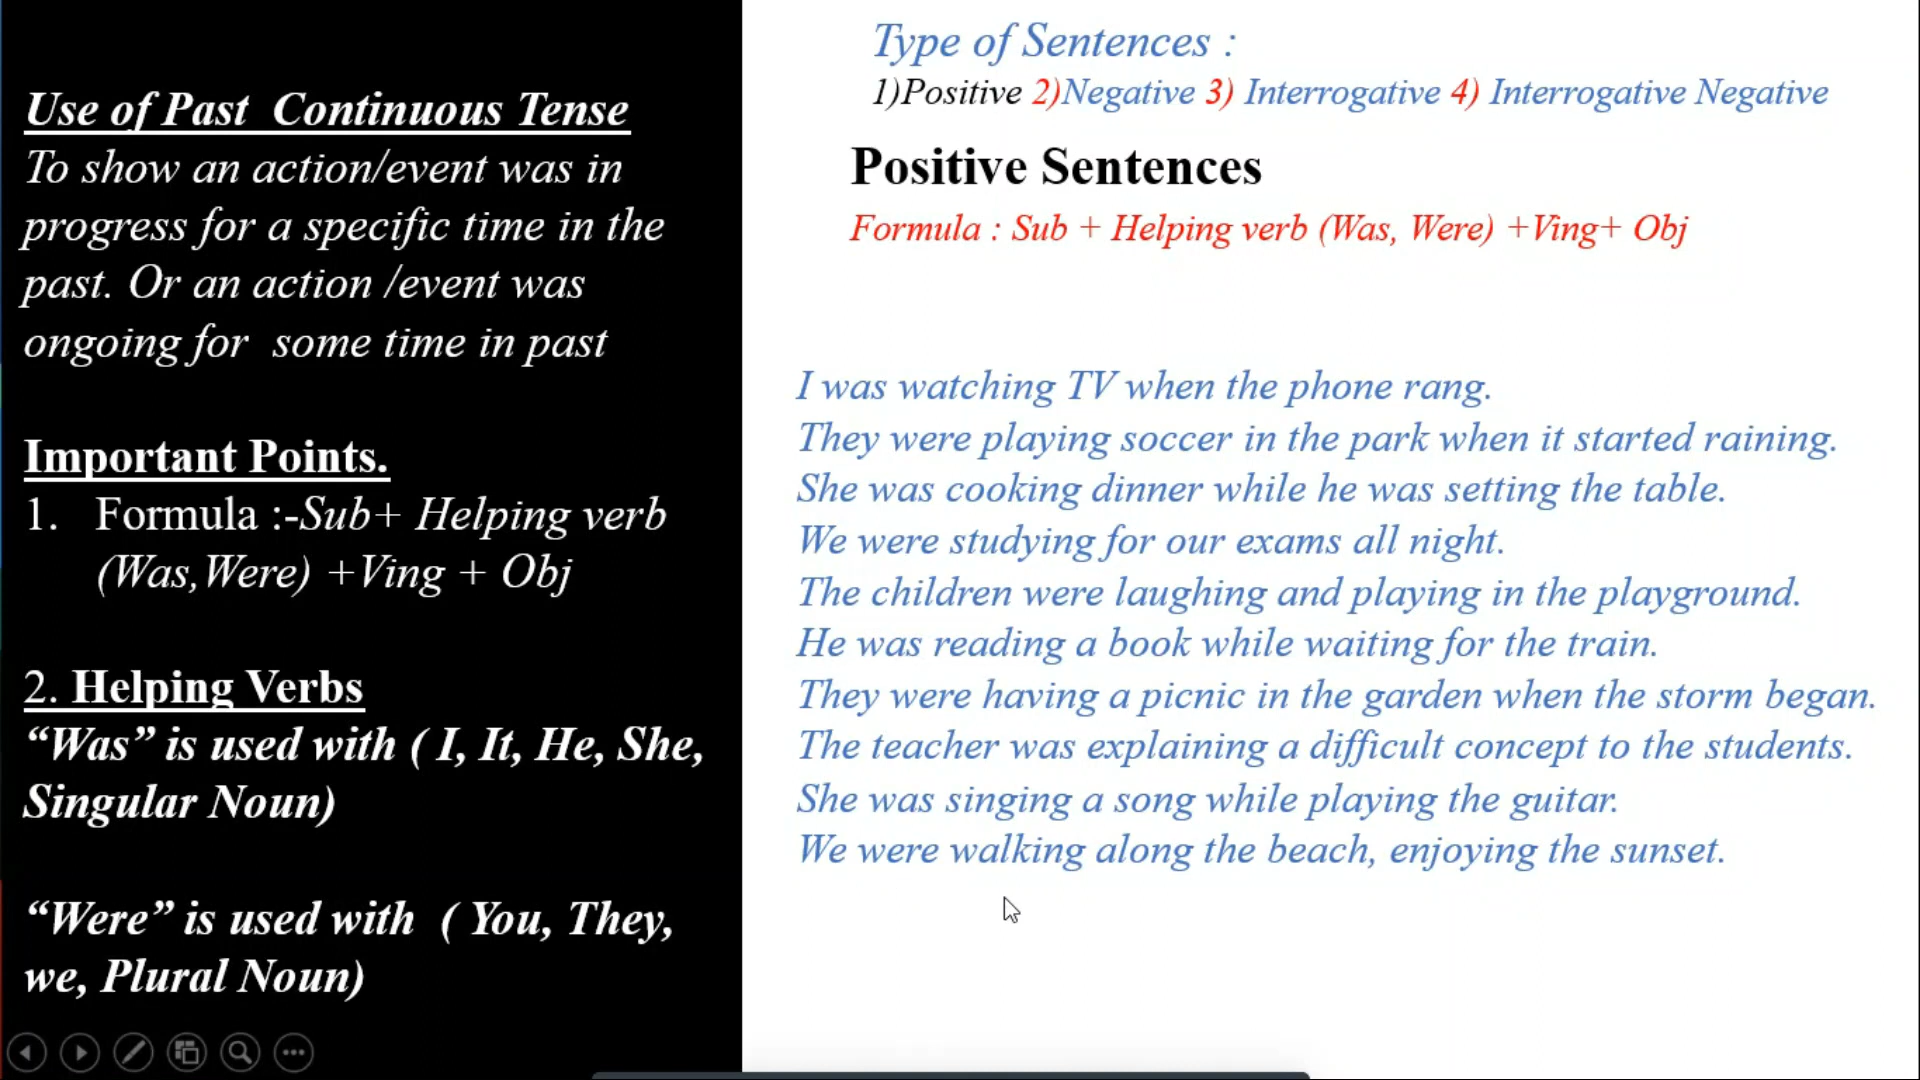 Use of Past Continuous Tense
To show an action/event was in
progress for a specific time in the
past. Or an action /event was
ongoing for some time in past
Important Points.
1. Formula :-Sub+ Helping verb
(Was,Were) +Ving + Obj
2. Helping Verbs
“Was” is used with ( I, It, He, She,
Singular Noun)
“Were” is used with ( You, They,
we, Plural Noun)
Type of Sentences :
1)Positive 2)Negative 3) Interrogative 4) Interrogative Negative
Positive Sentences
Formula : Sub + Helping verb (Was, Were) +Ving+ Obj
I was watching TV when the phone rang.
They were playing soccer in the park when it started raining.
She was cooking dinner while he was setting the table.
We were studying for our exams all night.
The children were laughing and playing in the playground.
He was reading a book while waiting for the train.
They were having a picnic in the garden when the storm began.
The teacher was explaining a difficult concept to the students.
She was singing a song while playing the guitar.
We were walking along the beach, enjoying the sunset.